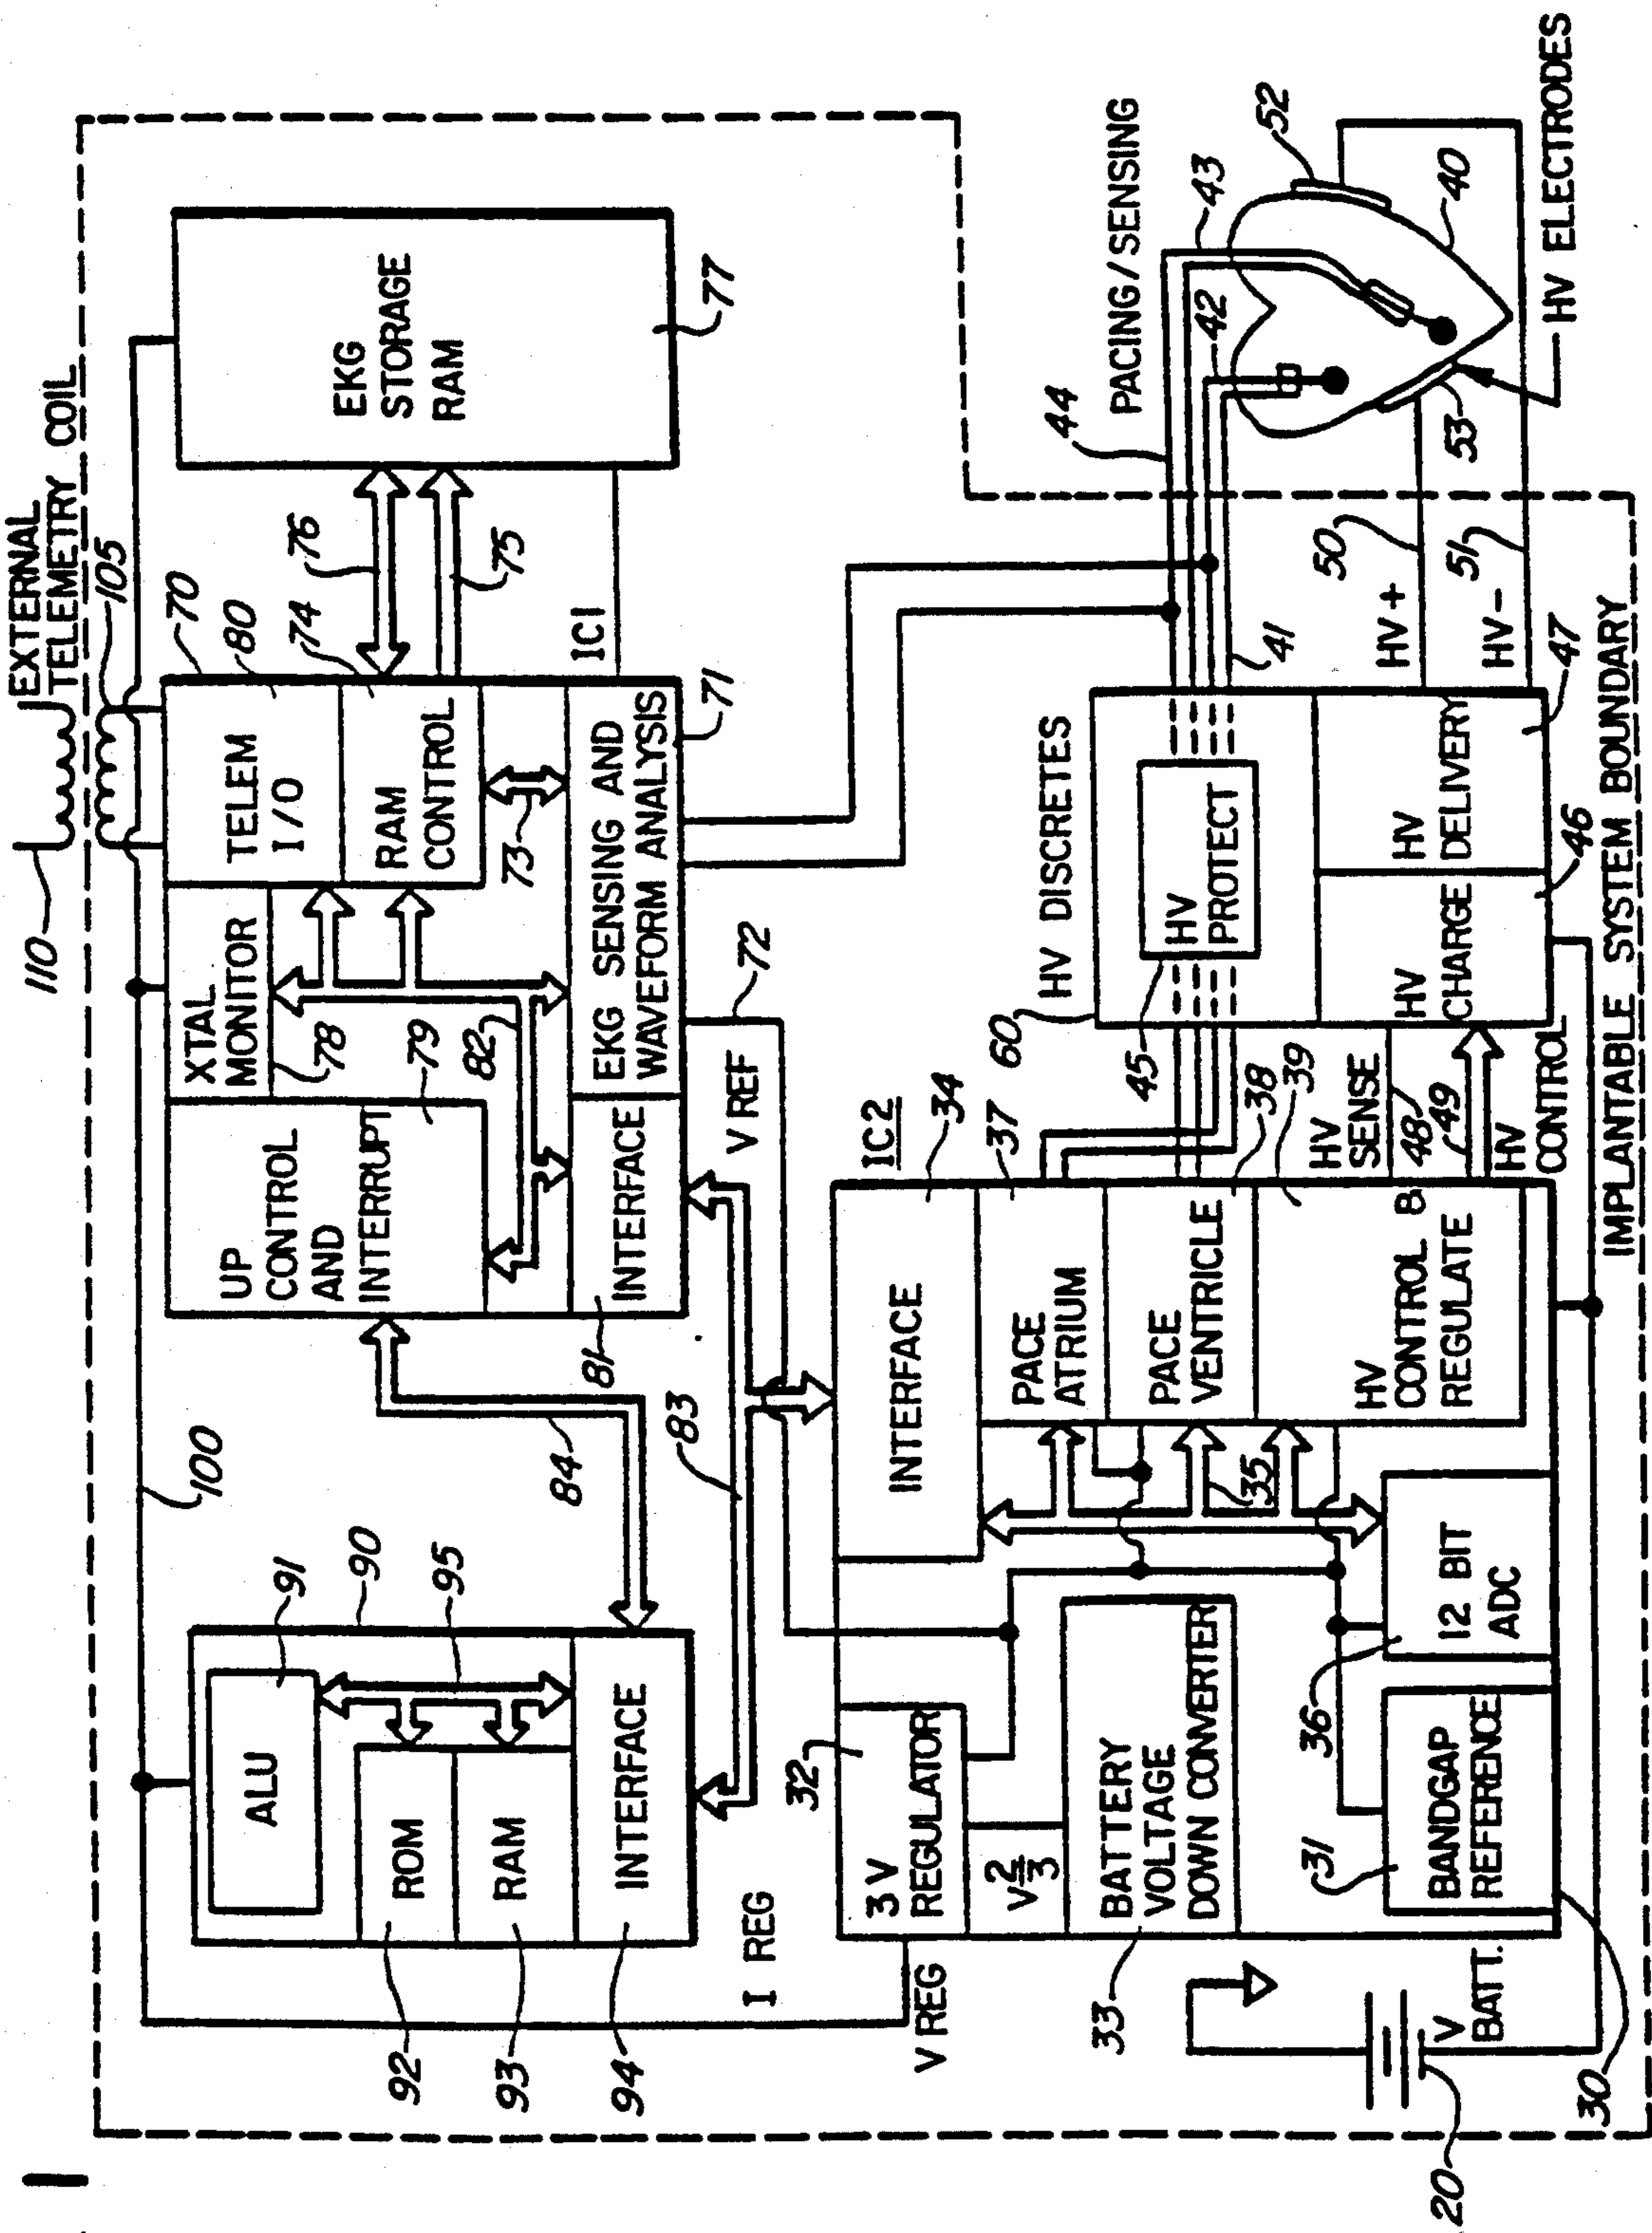 EXTERNAL
TELEMETRY COIL
110
105
100
ALU
91
90
95
ROM
RAM
INTERFACE
92
93
94
84
UP
CONTROL
AND
INTERRUPT
79
XTAL
MONITOR
78
82
TELEM
I/O
RAM
CONTROL
70
80
74
73
INTERFACE
81
EKG SENSING AND
WAVEFORM ANALYSIS
71
IC1
76
75
EKG
STORAGE
RAM
77
83
72
V REF
I REG
V REG
3 V
REGULATOR
32
V 2/3
BATTERY
VOLTAGE
DOWN CONVERTER
33
INTERFACE
IC2
34
PACE
ATRIUM
37
PACE
VENTRICLE
38
HV
CONTROL B
REGULATE
39
35
12 BIT
ADC
36
BANDGAP
REFERENCE
31
V
BATT.
20
30
HV DISCRETES
60
HV
PROTECT
45
HV
CHARGE
HV
DELIVERY
46
47
HV
SENSE
48
49
HV
CONTROL
41
HV +
50
HV -
51
44
PACING/SENSING
42
43
52
40
53
HV ELECTRODES
IMPLANTABLE SYSTEM BOUNDARY